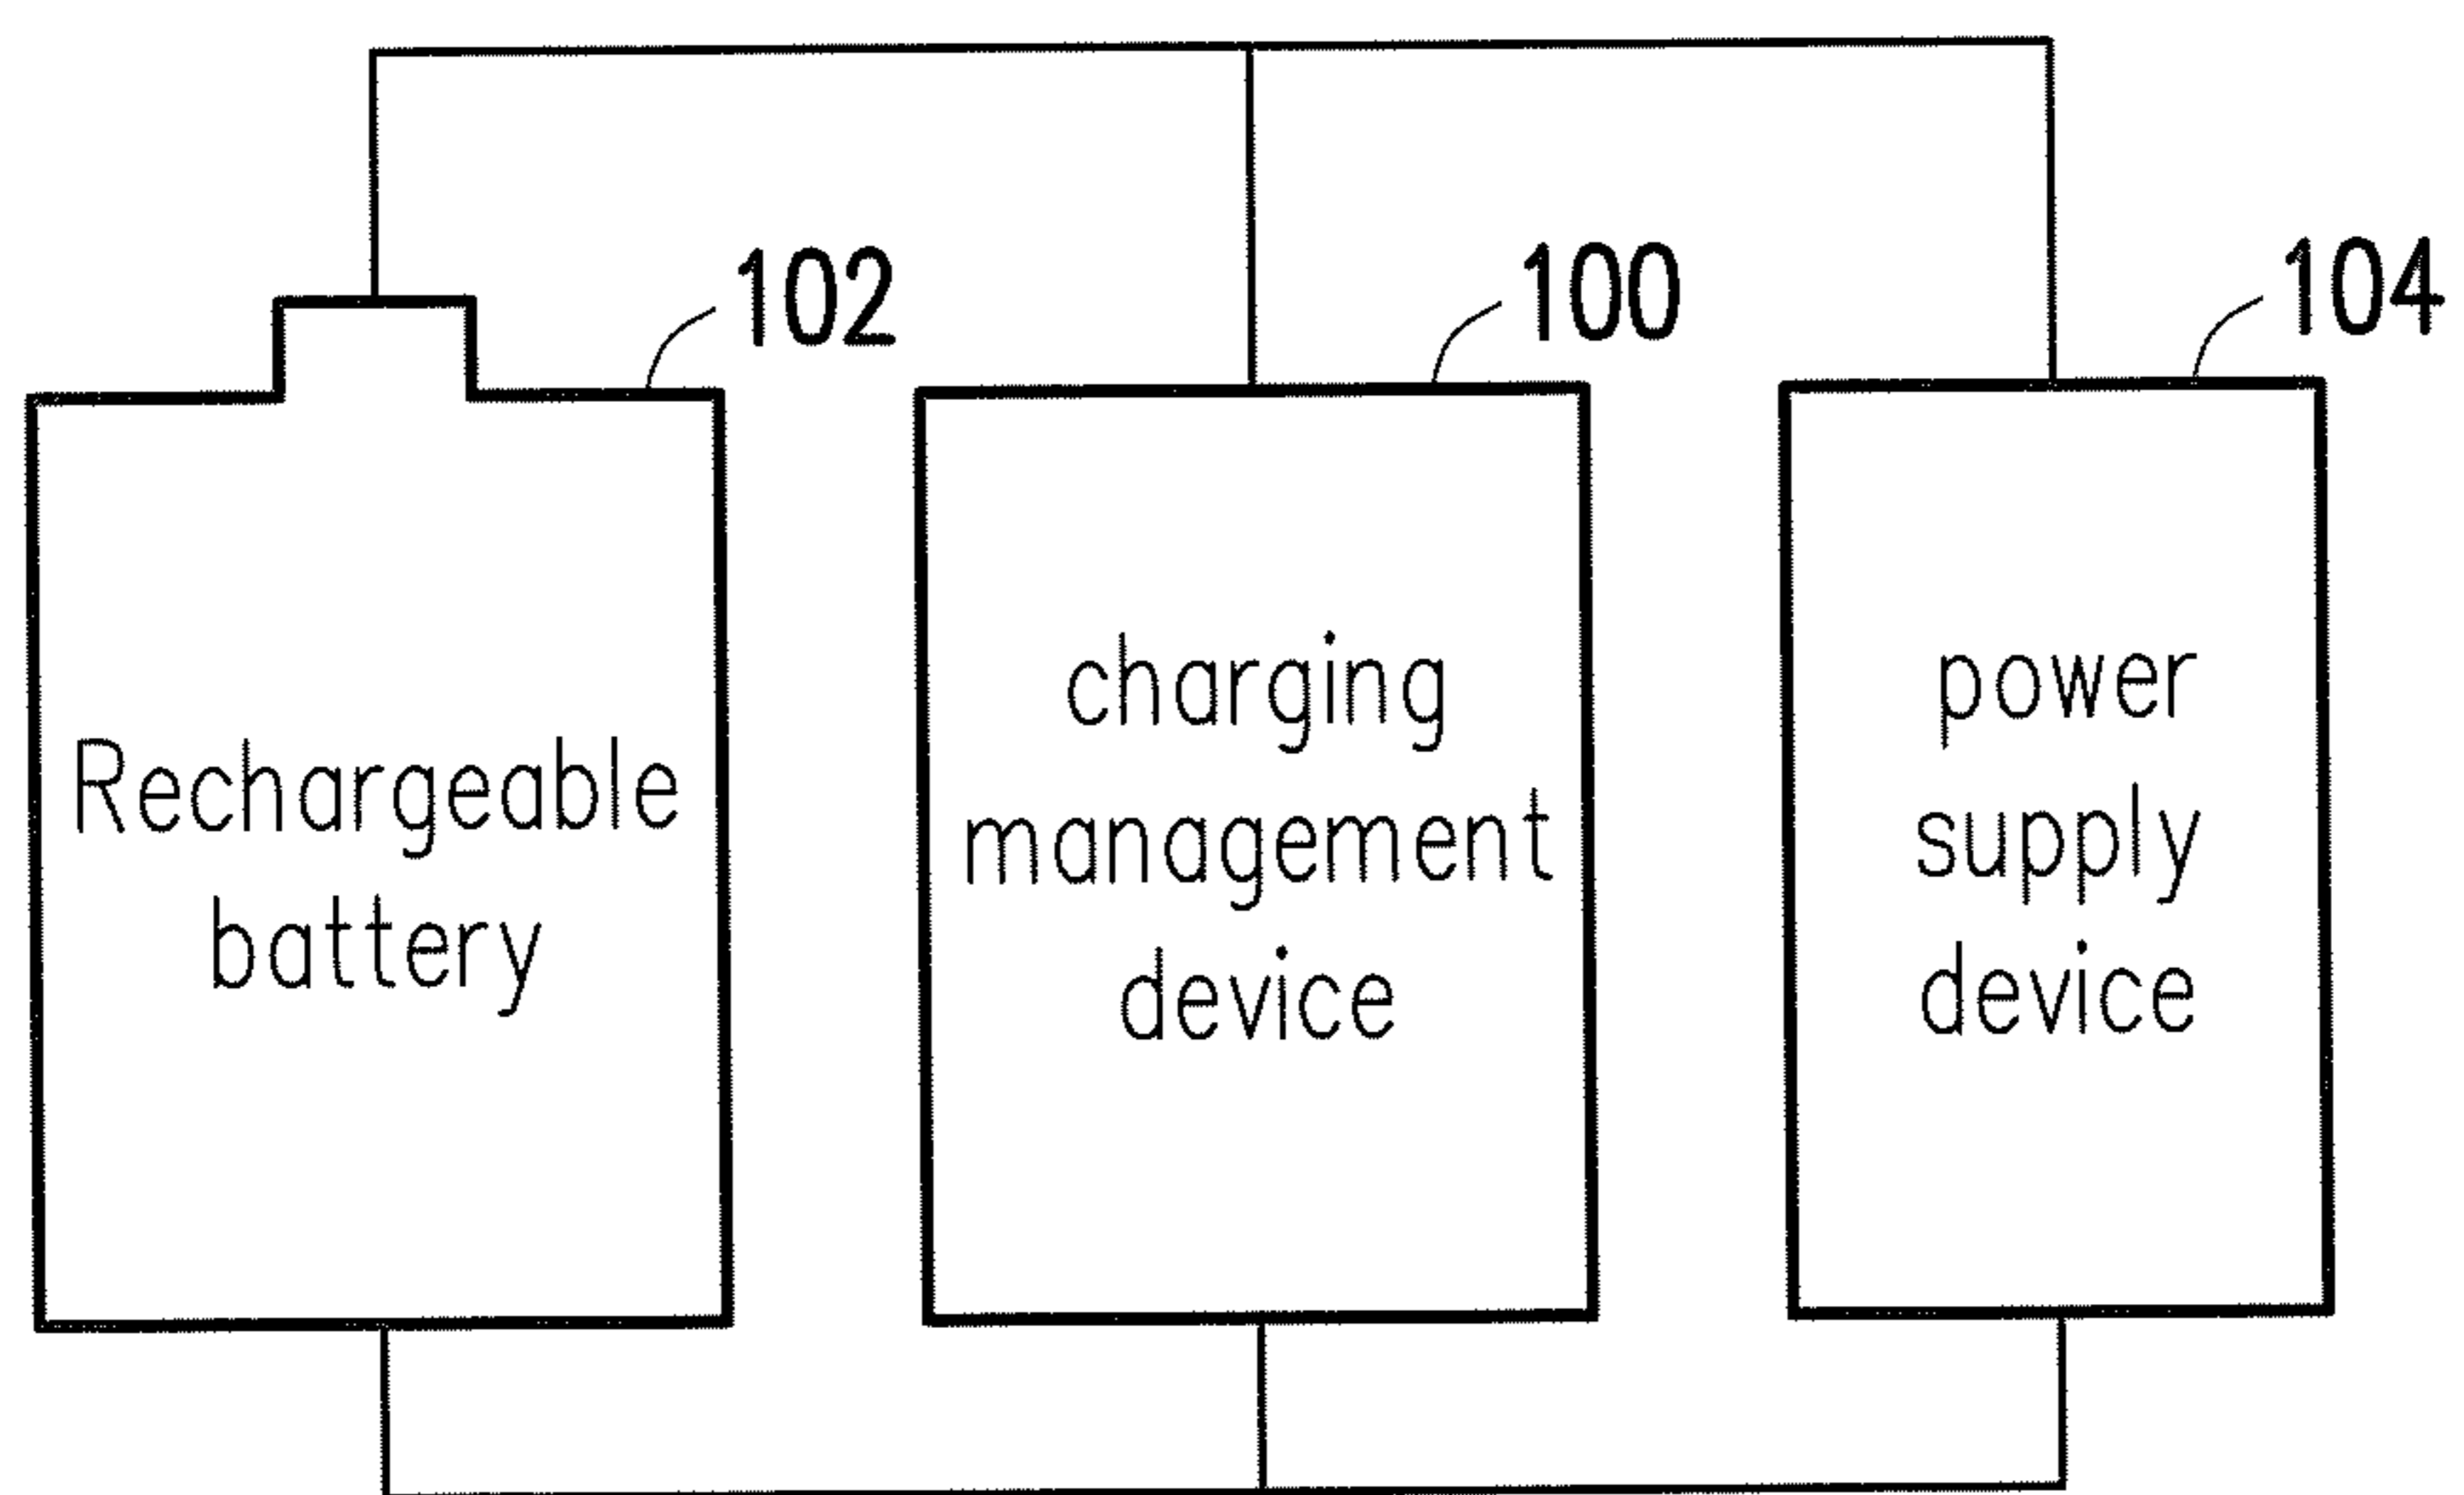 102
100
104
Rechargeable
battery
charging
management
device
power
supply
device